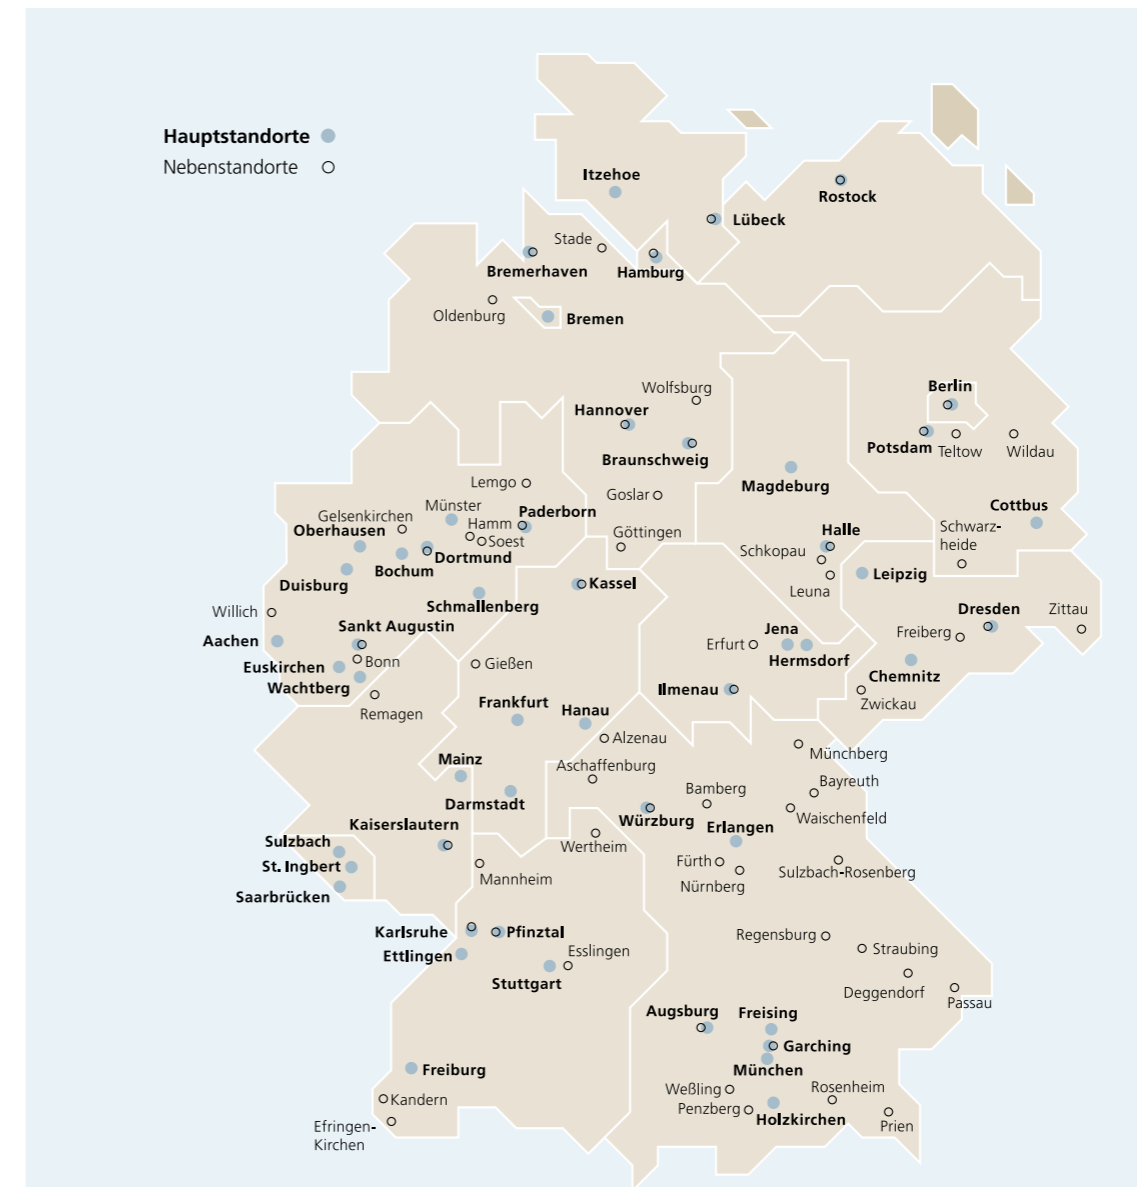 Hauptstandorte
Nebenstandorte
Itzehoe
Rostock
Lübeck
Stade
Bremerhaven
Hamburg
Oldenburg
Bremen
Wolfsburg
Berlin
Hannover
Potsdam
Teltow
Wildau
Braunschweig
Lemgo
Magdeburg
Goslar
Münster
Cottbus
Gelsenkirchen
Hamm
Paderborn
Oberhausen
Soest
Göttingen
Halle
Schwarz-
heide
Schkopau
Bochum
Dortmund
Leipzig
Duisburg
Kassel
Leuna
Schmallenberg
Willich
Dresden
Zittau
Sankt Augustin
Jena
Freiberg
Aachen
Erfurt
Bonn
Gießen
Hermsdorf
Euskirchen
Chemnitz
Wachtberg
Ilmenau
Zwickau
Remagen
Frankfurt
Hanau
Alzenau
Münchberg
Mainz
Aschaffenburg
Bayreuth
Bamberg
Darmstadt
Waischenfeld
Kaiserslautern
Würzburg
Erlangen
Sulzbach
Wertheim
St. Ingbert
Fürth
Mannheim
Nürnberg
Sulzbach-Rosenberg
Saarbrücken
Karlsruhe
Pfinztal
Regensburg
Ettlingen
Esslingen
Straubing
Stuttgart
Deggendorf
Passau
Augsburg
Freising
Garching
Freiburg
München
Kandern
Weßling
Rosenheim
Penzberg
Holzkirchen
Prien
Efringen-
Kirchen